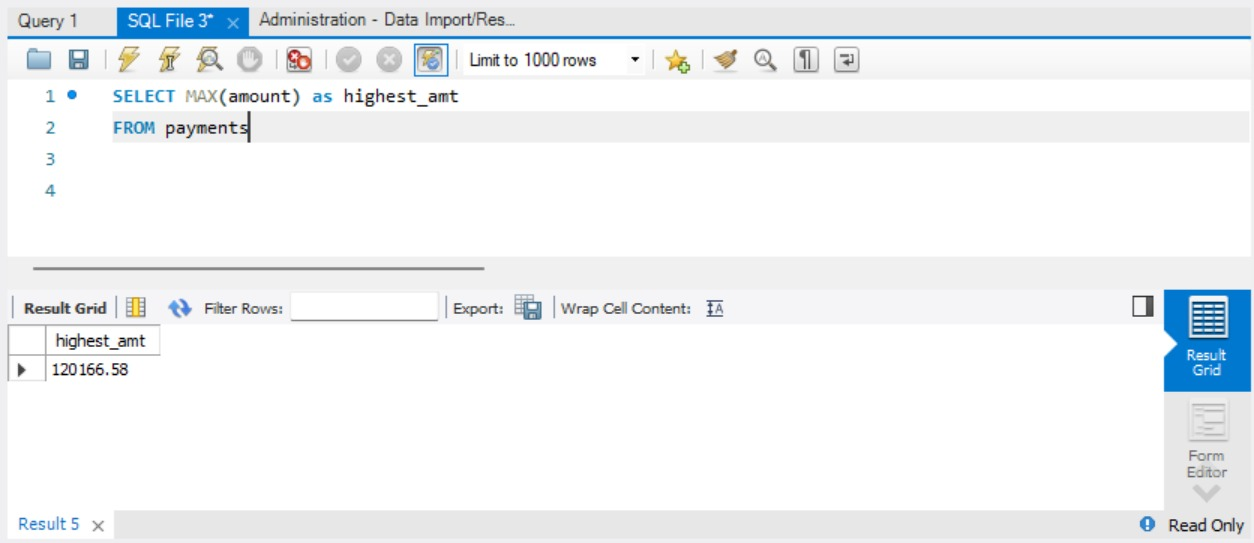 Query 1 SQL File 3* × Administration - Data Import/Res...
Limit to 1000 rows
1 SELECT MAX(amount) as highest_amt
2 FROM payments
3
4
Result Grid Filter Rows: Export: Wrap Cell Content: IA
highest_amt
120166.58
Result
Grid
Form
Editor
Result 5 × Read Only